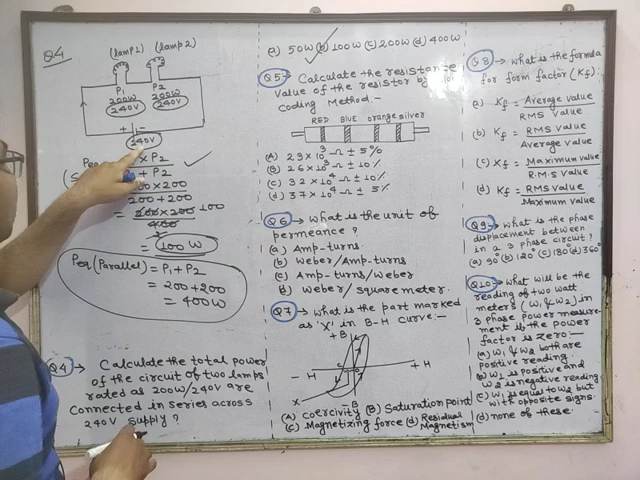 Q4
(lamp1) (lamp2)
P1 P2
200W 200W
240V 240V
+ -
240V
x P2
+ P2
200+200
= 200 x 200 100
400
= 100 W
Peq (Parallel) = P1 + P2
= 200+200
= 400W
Q4 → Calculate the total power
of the circuit of two lamps
rated as 200W/240V are
connected in series across
240V supply?
(a) 50W (b) 100W (c) 200W (d) 400W
Q5 → Calculate the resistance
value of the resistor by
coding Method:-
RED BLUE orange silver
(A) 29 x 10³ Ω ± 5%
(B) 26 x 10³ Ω ± 10%
(C) 32 x 10⁴ Ω ± 10%
(d) 37 x 10⁴ Ω ± 5%
Q6 → what is the unit of
permeance?
(a) Amp-turns.
(b) Weber/Amp-turns
(c) Amp-turns/weber
Weber/square meter.
Q7 → what is the part marked
as 'X' in B-H curve:-
+B
- H + H
X -B
(A) Coercivity (B) Saturation point
(C) Magnetizing force (d) Residual
Magnetism
Q8 → what is the formula
for form factor (Kf):
(a) Kf = Average value
RMS value
(b) Kf = RMS value
Average value
(c) Kf = Maximum value
R.M.S value
(d) Kf = RMS value
Maximum value
Q9 → what is the phase
displacement between
in a 3 phase circuit?
(a) 90° (b) 120° (c) 180° (d) 360°
Q10 → what will be the
reading of two watt
meters (W1 & W2) in
3 phase power measure-
ment if the power
factor is zero:—
(a) W1 & W2 both are
positive reading.
(b) W1 is positive and
W2 is negative reading
(c) W1 is equal to W2 but
with opposite signs.
(d) none of these.